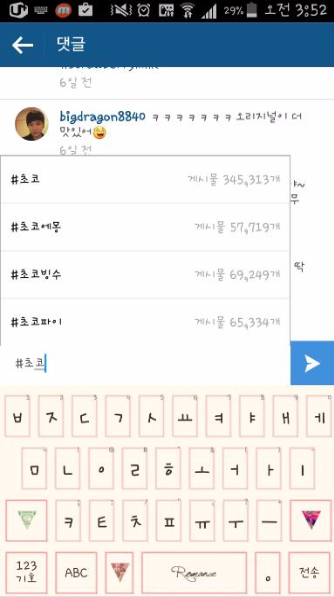 29% 오전 3:52
댓글
6일 전
bigdragon8840 ㅋ ㅋ ㅋ ㅋ ㅋ ㅋ ㅋ 오리지널이 더
맛있어
6일 전
#초코 게시물 345,313개
#초코에몽 게시물 57,719개
무
#초코빙수 게시물 69,249개
딱
#초코파이 게시물 65,334개
#초코
ㅂ ㅈ ㄷ ㄱ ㅅ ㅛ ㅕ ㅑ ㅐ ㅔ
ㅁ ㄴ ㅇ ㄹ ㅎ ㅗ ㅓ ㅏ ㅣ
ㅋ ㅌ ㅊ ㅍ ㅠ ㅜ ㅡ
123
기호 ABC Romance . 전송